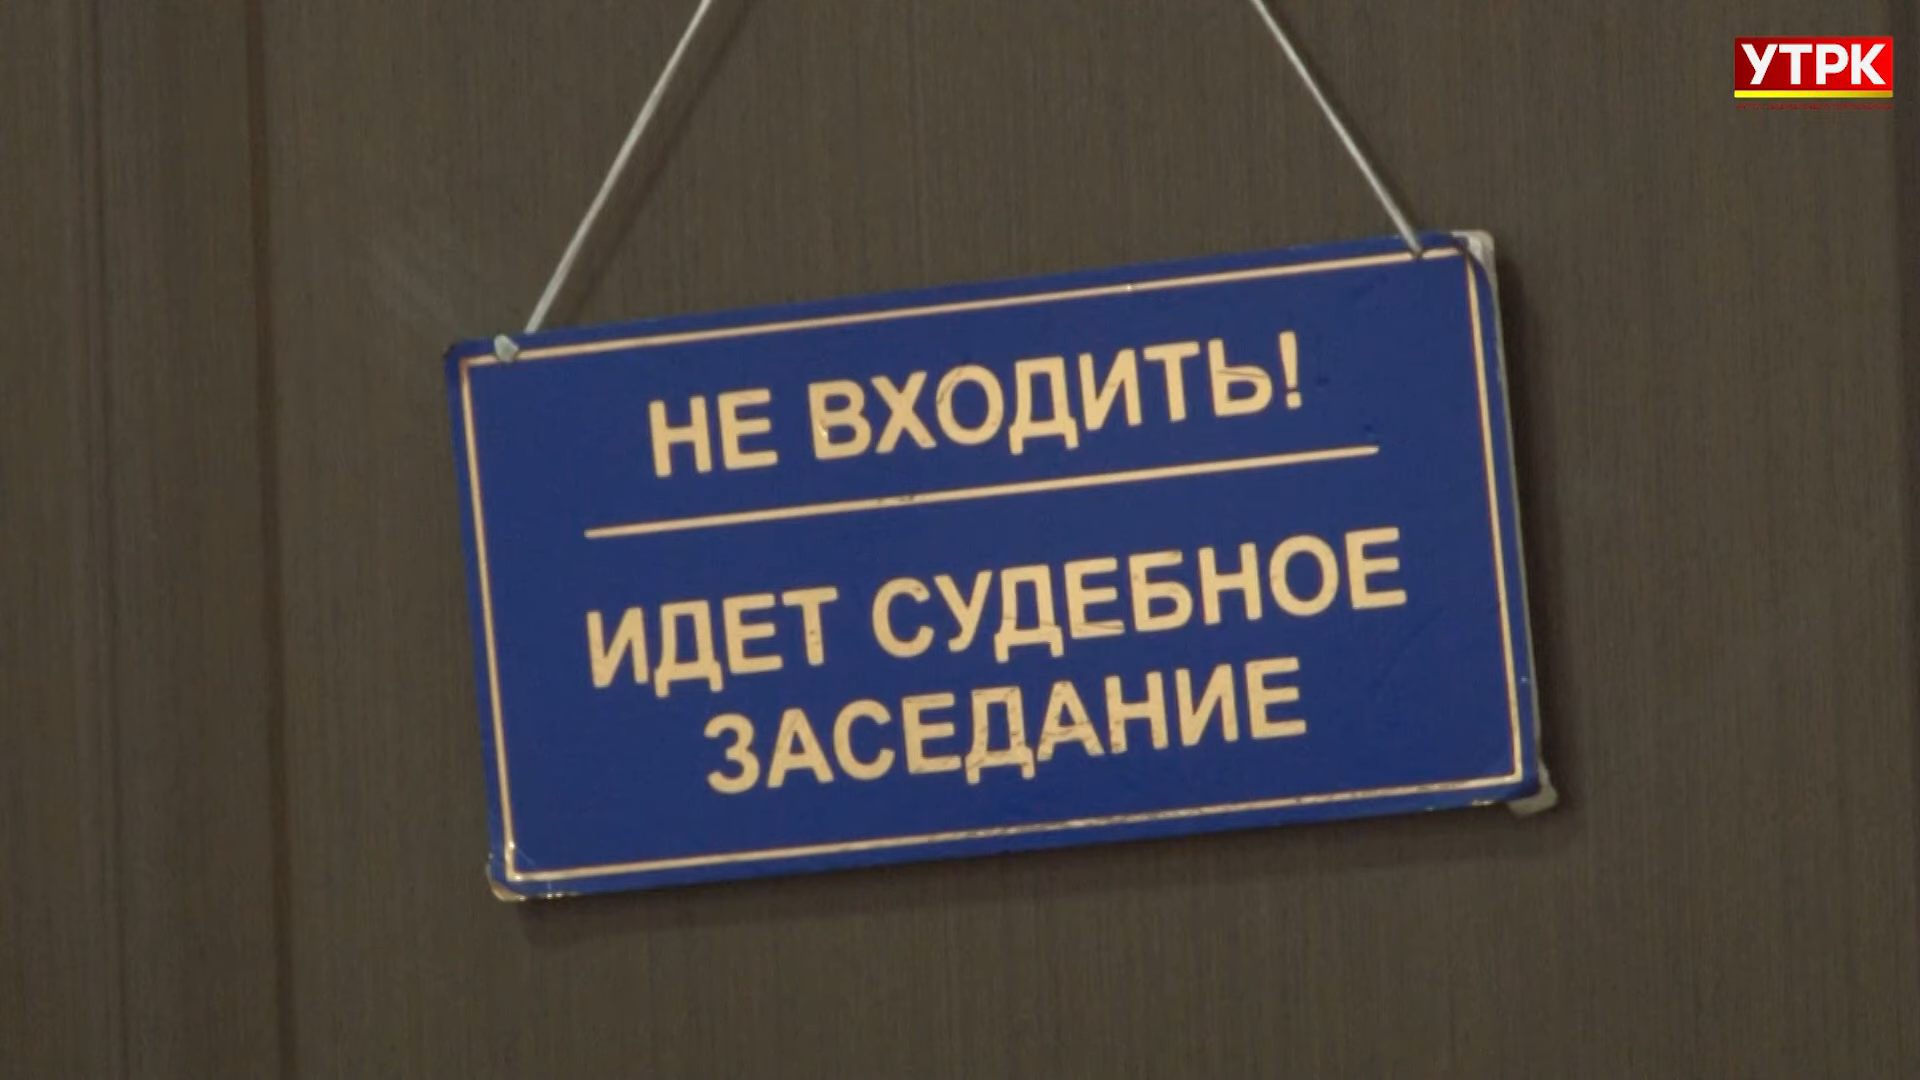 УТРК
НЕ ВХОДИТЬ!
ИДЕТ СУДЕБНОЕ
ЗАСЕДАНИЕ